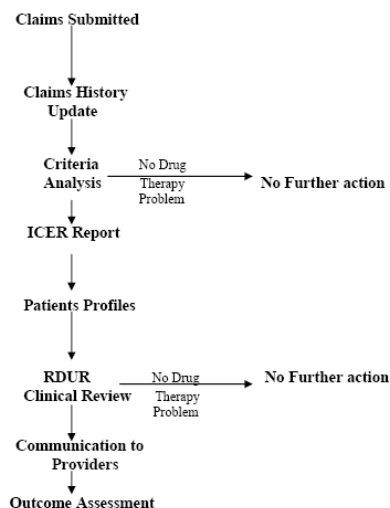 Claims Submitted
Claims History
Update
Criteria
Analysis
No Drug
Therapy
Problem
No Further action
ICER Report
Patients Profiles
RDUR
Clinical Review
No Drug
Therapy
Problem
No Further action
Communication to
Providers
Outcome Assessment